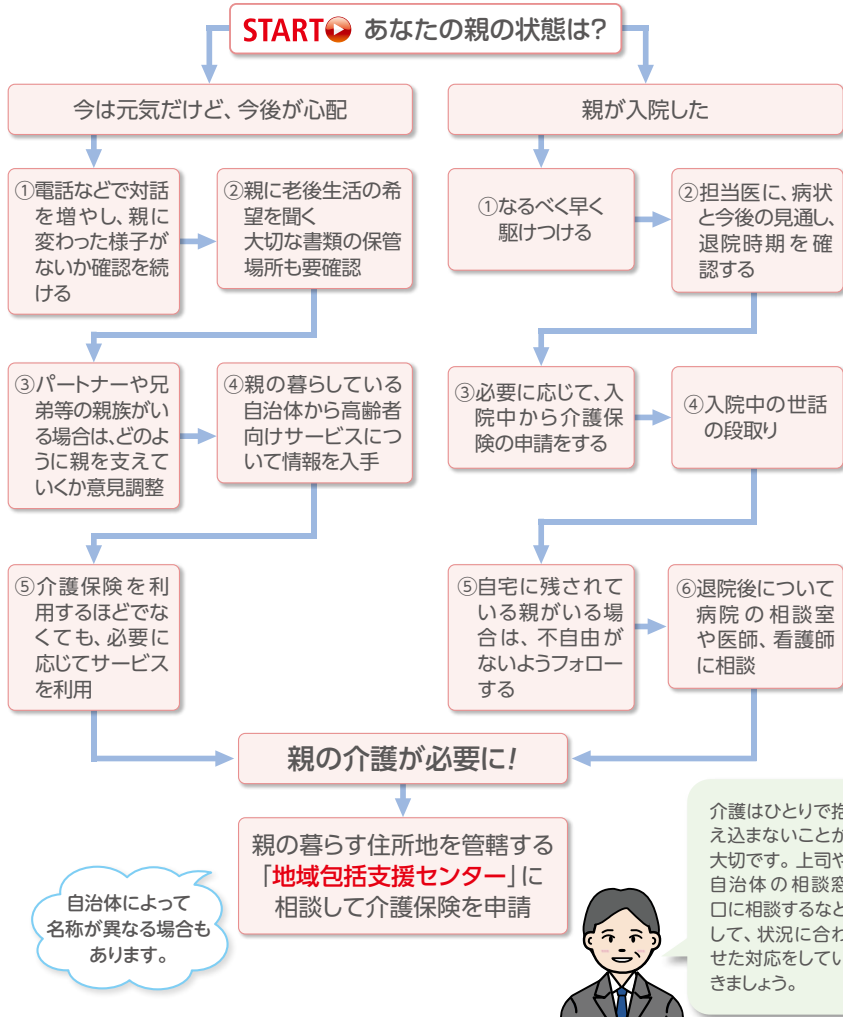 START あなたの親の状態は?
今は元気だけど、今後が心配
①電話などで対話
を増やし、親に
変わった様子が
ないか確認を続
ける
②親に老後生活の希
望を聞く
大切な書類の保管
場所も要確認
③パートナーや兄
弟等の親族がい
る場合は、どのよ
うに親を支えて
いくか意見調整
④親の暮らしている
自治体から高齢者
向けサービスにつ
いて情報を入手
⑤介護保険を利
用するほどでな
くても、必要に
応じてサービス
を利用
親が入院した
①なるべく早く
駆けつける
②担当医に、病状
と今後の見通し、
退院時期を確
認する
③必要に応じて、入
院中から介護保
険の申請をする
④入院中の世話
の段取り
⑤自宅に残されて
いる親がいる場
合は、不自由が
ないようフォロー
する
⑥退院後について
病院の相談室
や医師、看護師
に相談
親の介護が必要に!
親の暮らす住所地を管轄する
「地域包括支援センター」に
相談して介護保険を申請
自治体によって
名称が異なる場合も
あります。
介護はひとりで抱
え込まないことが
大切です。上司や
自治体の相談窓
口に相談するなど
して、状況に合わ
せた対応をしてい
きましょう。